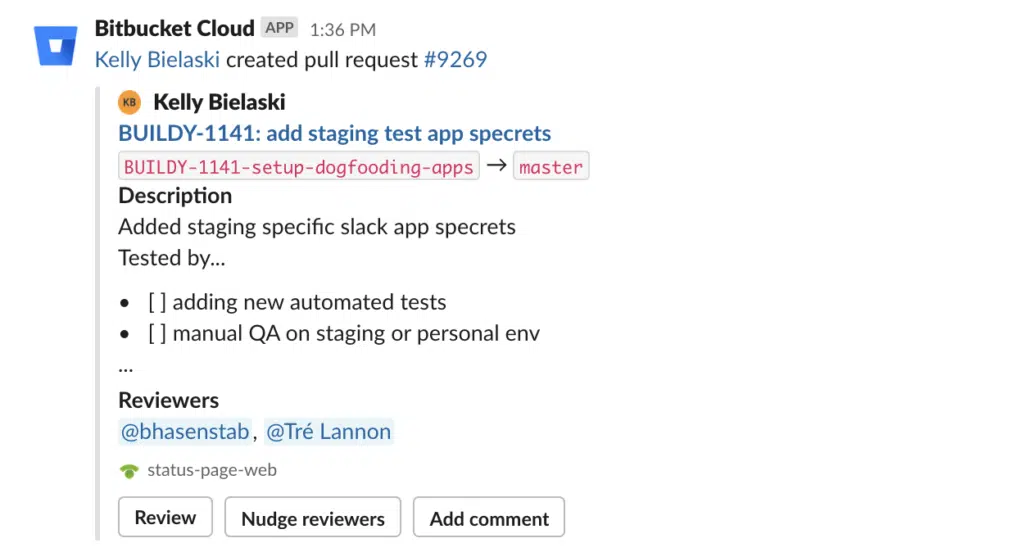 Bitbucket Cloud APP 1:36 PM
Kelly Bielaski created pull request #9269
KB Kelly Bielaski
BUILDY-1141: add staging test app specrets
BUILDY-1141-setup-dogfooding-apps → master
Description
Added staging specific slack app specrets
Tested by...
• [ ] adding new automated tests
• [ ] manual QA on staging or personal env
...
Reviewers
@bhasenstab, @Tré Lannon
status-page-web
Review Nudge reviewers Add comment